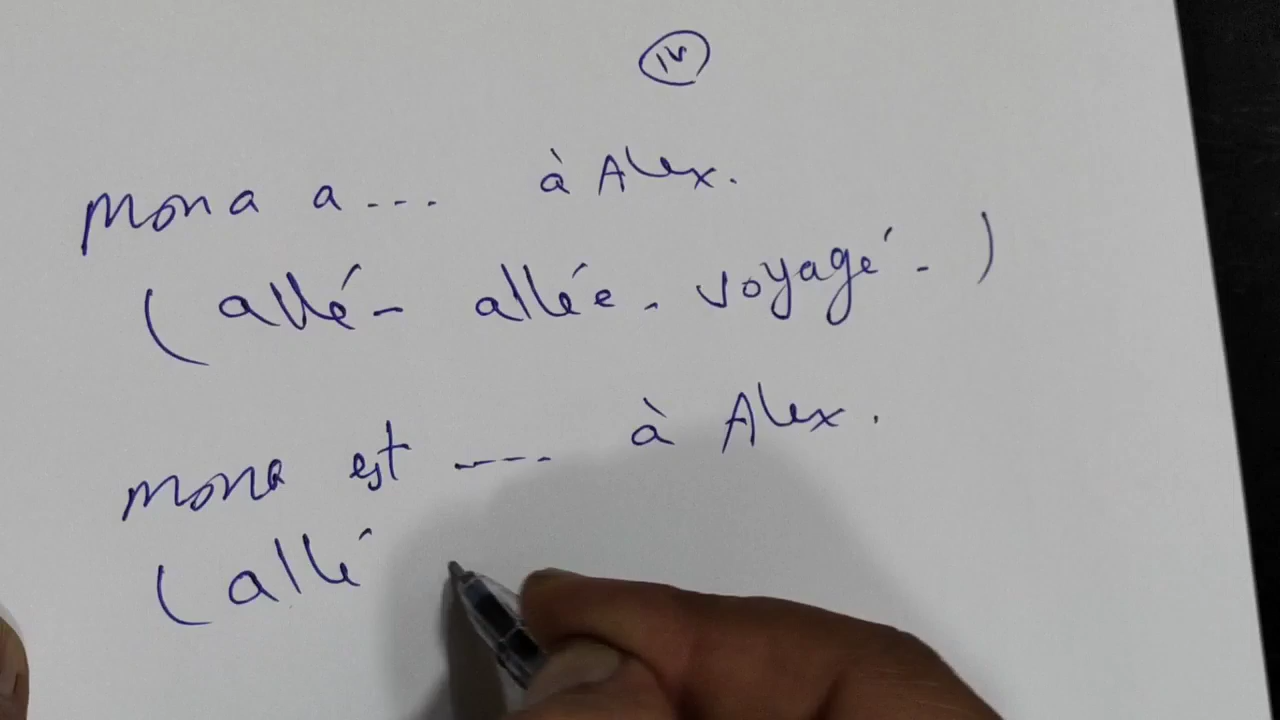 IV
Mona a ... à Alex.
(allé - allée - voyagé - )
Mona est ---- à Alex.
(allé